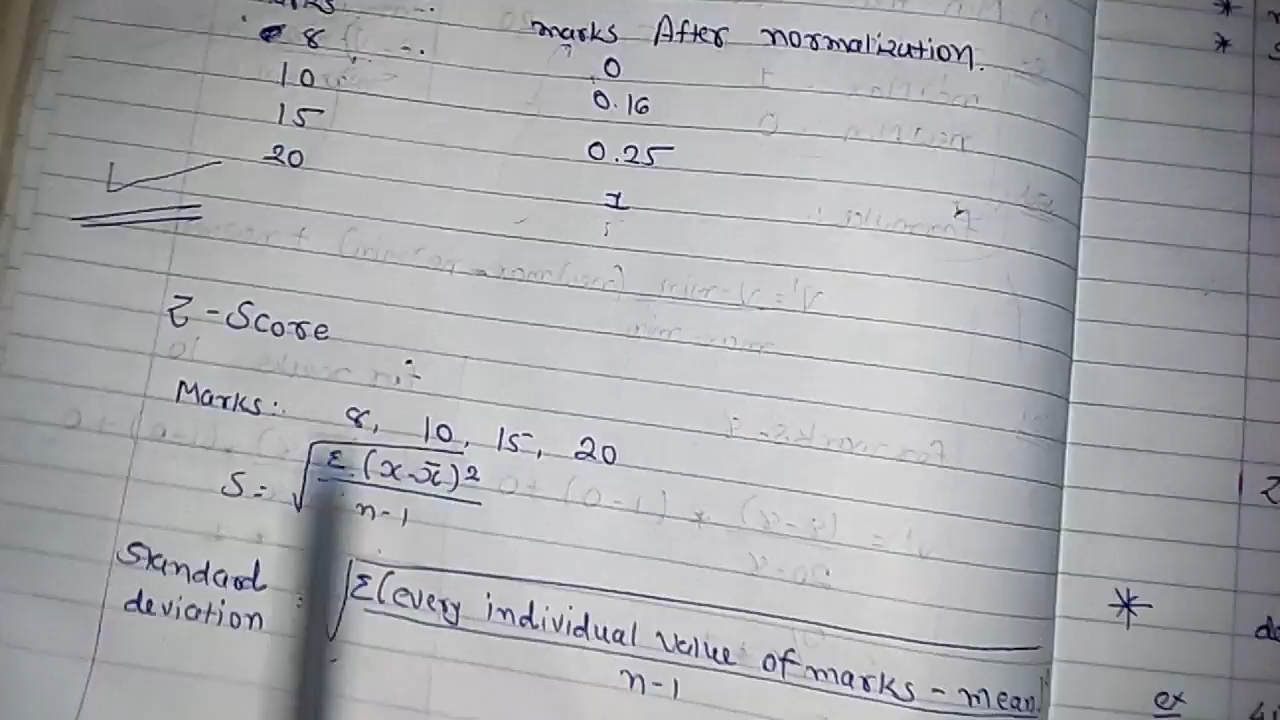 marks After normalization.
8
0
10
0.16
15
0.25
20
1
Z-Score
Marks: 8, 10, 15, 20
S = √Σ(x-x̄)²
n-1
Standard deviation : √Σ(every individual value of marks - mean
n-1
ex